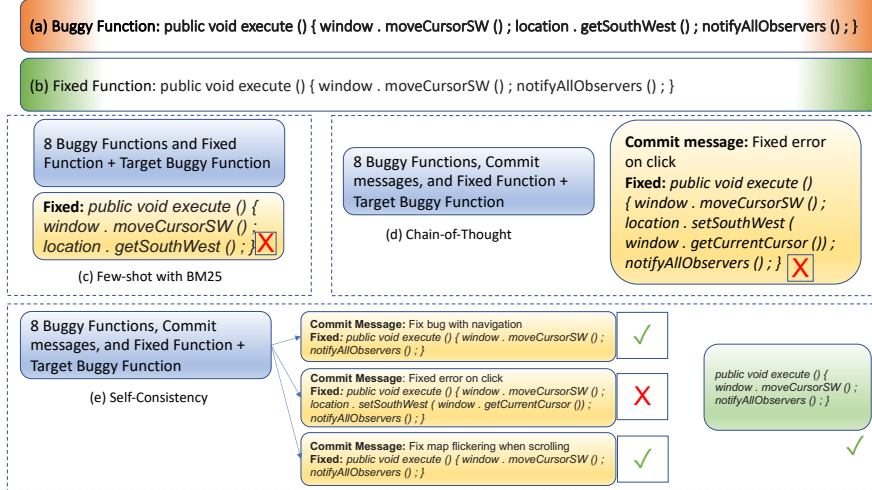 (a) Buggy Function: public void execute () { window . moveCursorSW () ; location . getSouthWest () ; notifyAllObservers () ; }
(b) Fixed Function: public void execute () { window . moveCursorSW () ; notifyAllObservers () ; }
8 Buggy Functions and Fixed
Function + Target Buggy Function
Fixed: public void execute () {
window . moveCursorSW () ;
location . getSouthWest () ; }
X
(c) Few-shot with BM25
8 Buggy Functions, Commit
messages, and Fixed Function +
Target Buggy Function
(d) Chain-of-Thought
Commit message: Fixed error
on click
Fixed: public void execute ()
{ window . moveCursorSW () ;
location . setSouthWest (
window . getCurrentCursor ()) ;
notifyAllObservers () ; }
X
8 Buggy Functions, Commit
messages, and Fixed Function +
Target Buggy Function
(e) Self-Consistency
Commit Message: Fix bug with navigation
Fixed: public void execute () { window . moveCursorSW () ;
notifyAllObservers () ; }
✓
Commit Message: Fixed error on click
Fixed: public void execute () { window . moveCursorSW () ;
location . setSouthWest ( window . getCurrentCursor ()) ;
notifyAllObservers () ; }
X
Commit Message: Fix map flickering when scrolling
Fixed: public void execute () { window . moveCursorSW () ;
notifyAllObservers () ; }
✓
public void execute () {
window . moveCursorSW () ;
notifyAllObservers () ; }
✓